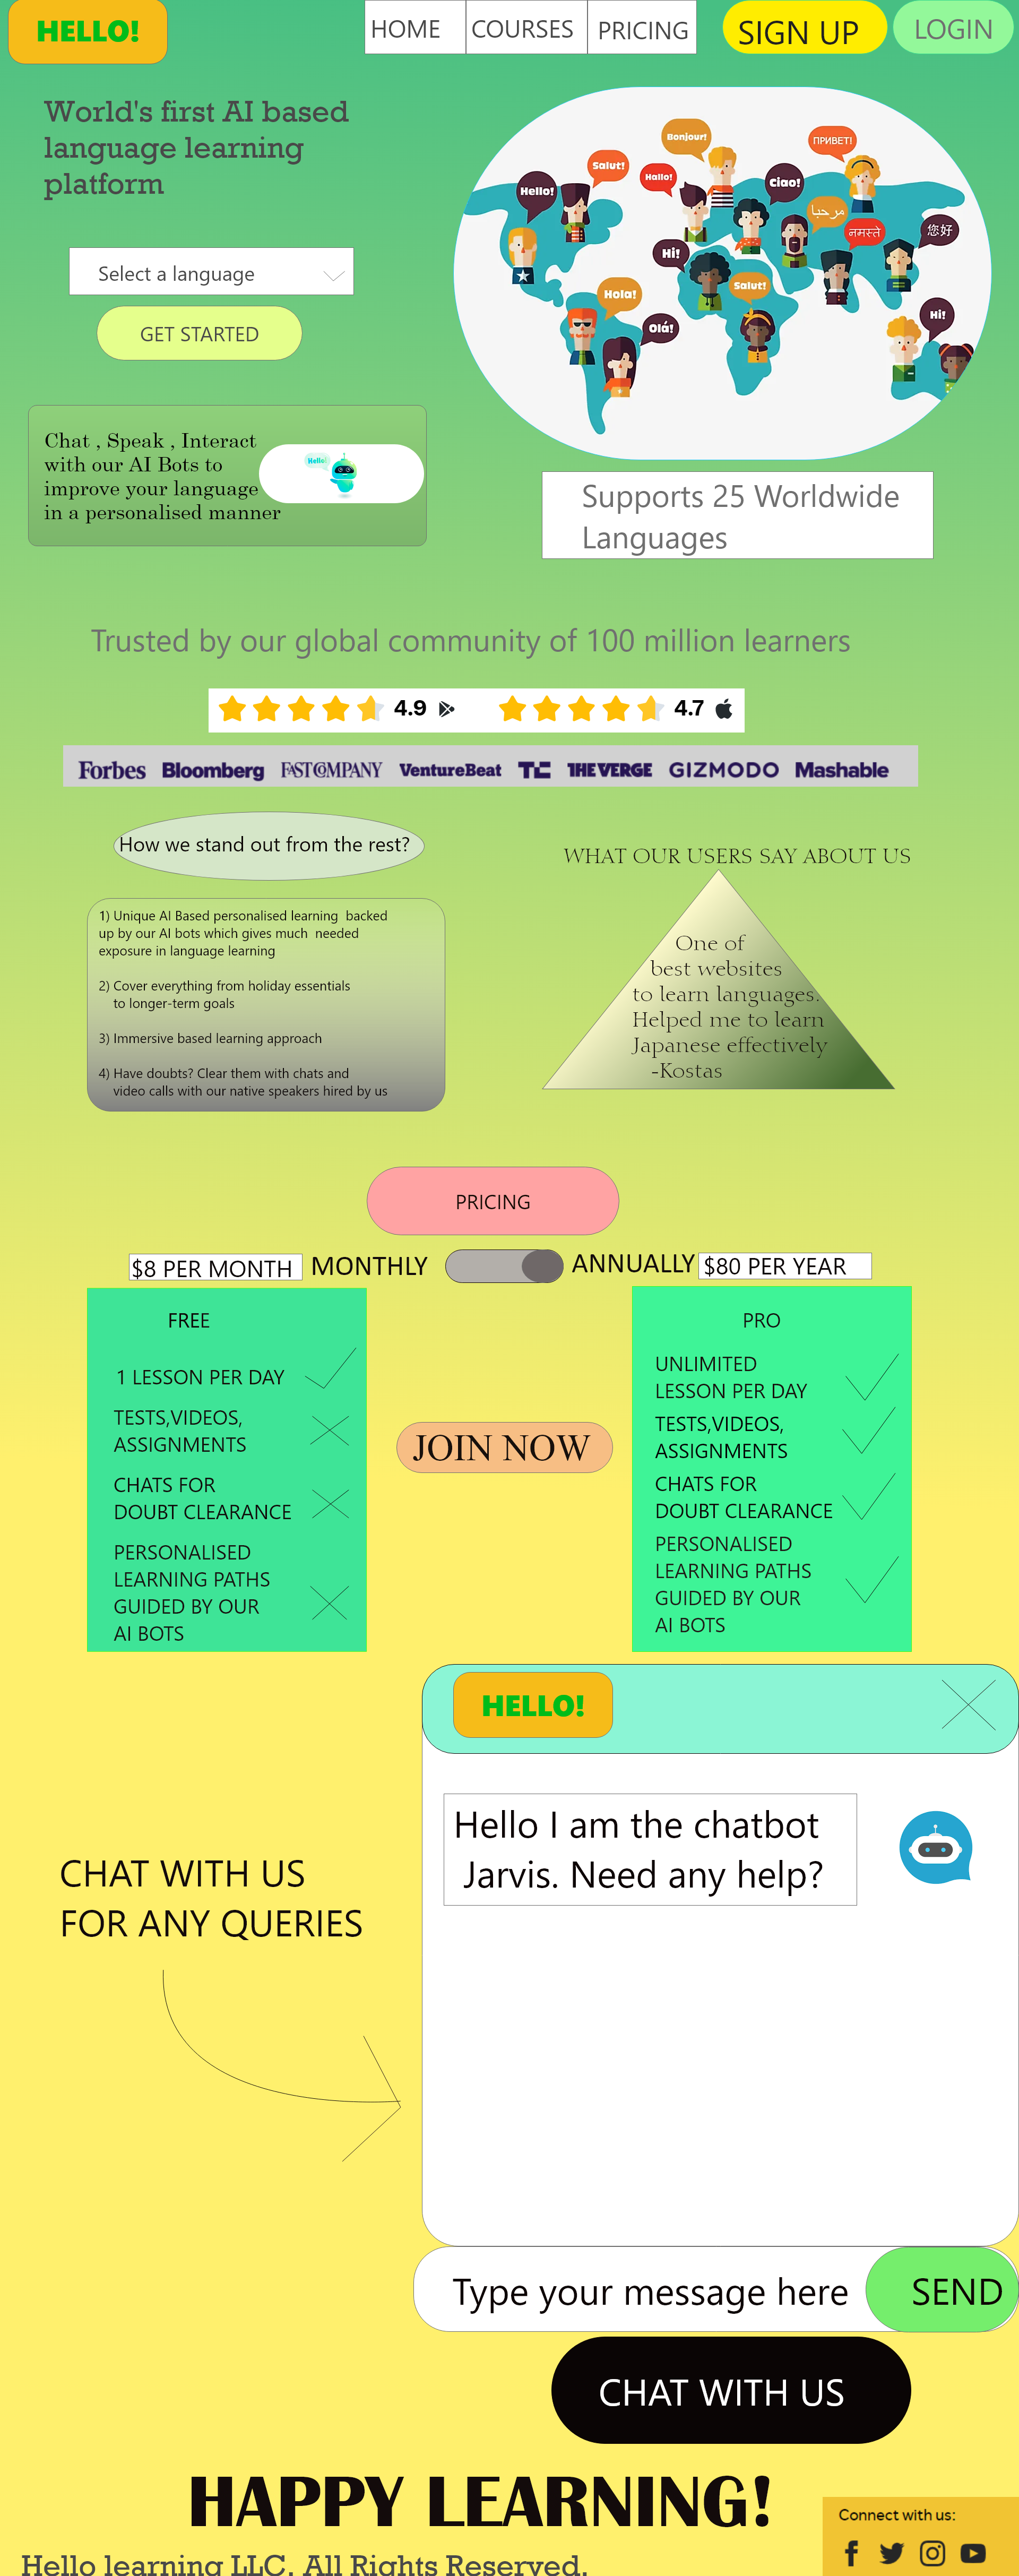 HELLO!
HOME
COURSES
PRICING
SIGN UP
LOGIN
World's first AI based
language learning
platform
Select a language
GET STARTED
Bonjour!
ПРИВЕТ!
Salut!
Hallo!
Ciao!
Hello!
مرحبا
नमस्ते
您好
Hi!
Salut!
Hola!
Olá!
Hi!
Chat , Speak , Interact
with our AI Bots to
improve your language
in a personalised manner
Hello!
Supports 25 Worldwide
Languages
Trusted by our global community of 100 million learners
4.9
4.7
Forbes Bloomberg FAST COMPANY VentureBeat TC THE VERGE GIZMODO Mashable
How we stand out from the rest?
1) Unique AI Based personalised learning backed
up by our AI bots which gives much needed
exposure in language learning
2) Cover everything from holiday essentials
to longer-term goals
3) Immersive based learning approach
4) Have doubts? Clear them with chats and
video calls with our native speakers hired by us
WHAT OUR USERS SAY ABOUT US
One of
best websites
to learn languages.
Helped me to learn
Japanese effectively
-Kostas
PRICING
$8 PER MONTH
MONTHLY
ANNUALLY
$80 PER YEAR
FREE
1 LESSON PER DAY
TESTS,VIDEOS,
ASSIGNMENTS
CHATS FOR
DOUBT CLEARANCE
PERSONALISED
LEARNING PATHS
GUIDED BY OUR
AI BOTS
JOIN NOW
PRO
UNLIMITED
LESSON PER DAY
TESTS,VIDEOS,
ASSIGNMENTS
CHATS FOR
DOUBT CLEARANCE
PERSONALISED
LEARNING PATHS
GUIDED BY OUR
AI BOTS
HELLO!
Hello I am the chatbot
Jarvis. Need any help?
CHAT WITH US
FOR ANY QUERIES
Type your message here
SEND
CHAT WITH US
HAPPY LEARNING!
Connect with us:
Hello learning LLC. All Rights Reserved.